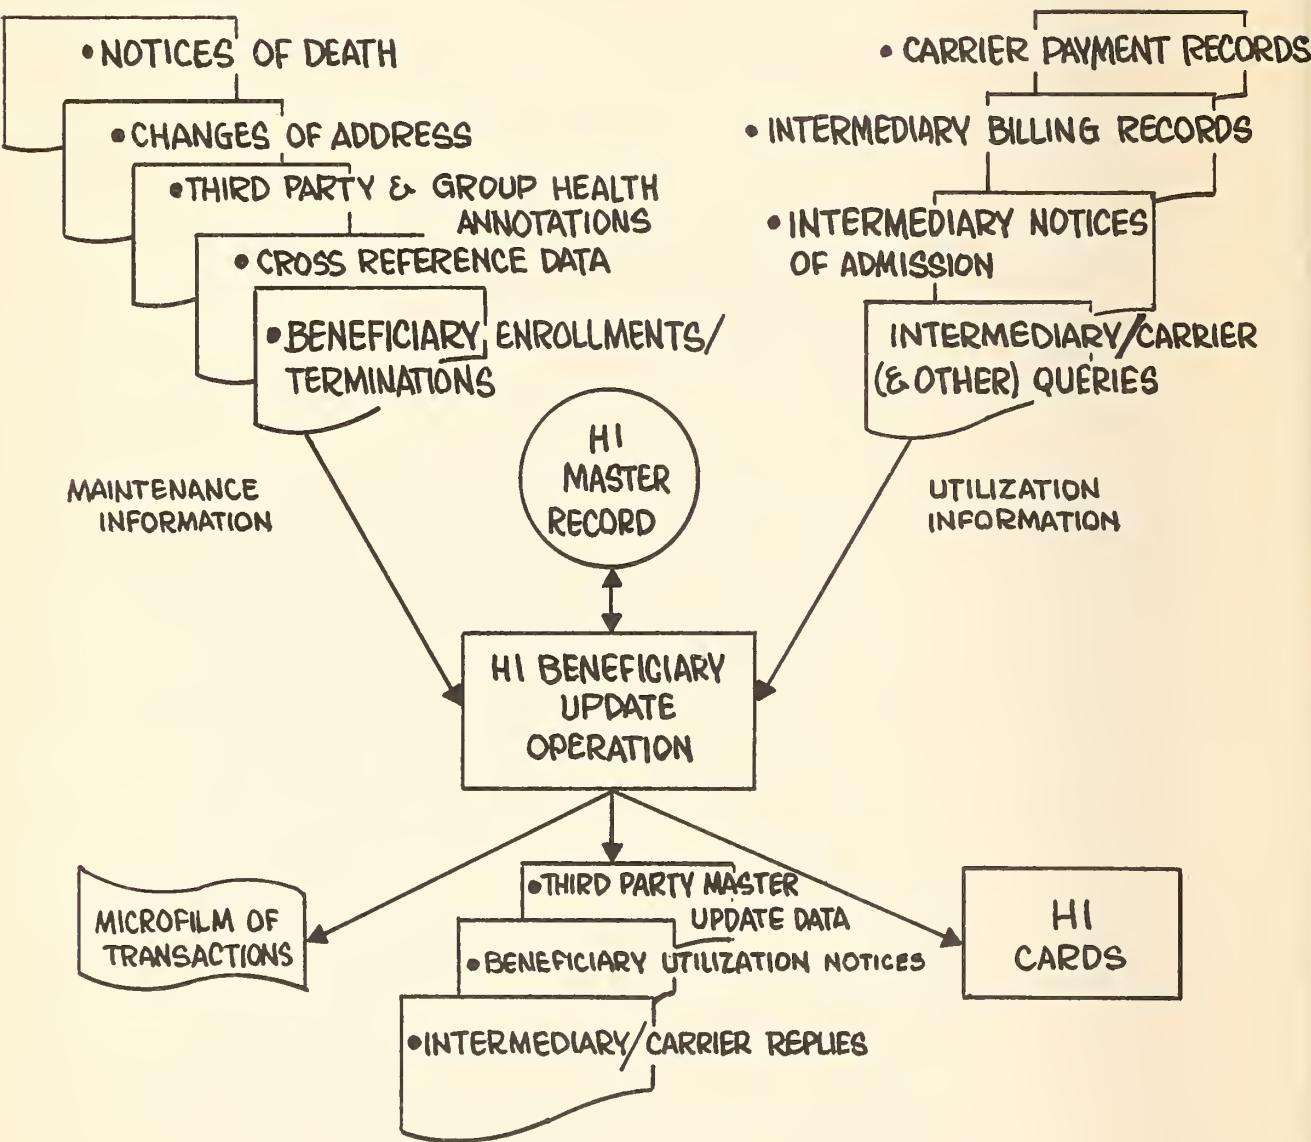 •NOTICES OF DEATH
•CHANGES OF ADDRESS
•THIRD PARTY & GROUP HEALTH
ANNOTATIONS
•CROSS REFERENCE DATA
•BENEFICIARY ENROLLMENTS/
TERMINATIONS
•CARRIER PAYMENT RECORDS
•INTERMEDIARY BILLING RECORDS
•INTERMEDIARY NOTICES
OF ADMISSION
INTERMEDIARY/CARRIER
(& OTHER) QUERIES
MAINTENANCE
INFORMATION
HI
MASTER
RECORD
UTILIZATION
INFORMATION
HI BENEFICIARY
UPDATE
OPERATION
MICROFILM OF
TRANSACTIONS
•THIRD PARTY MASTER
UPDATE DATA
•BENEFICIARY UTILIZATION NOTICES
•INTERMEDIARY/CARRIER REPLIES
HI
CARDS